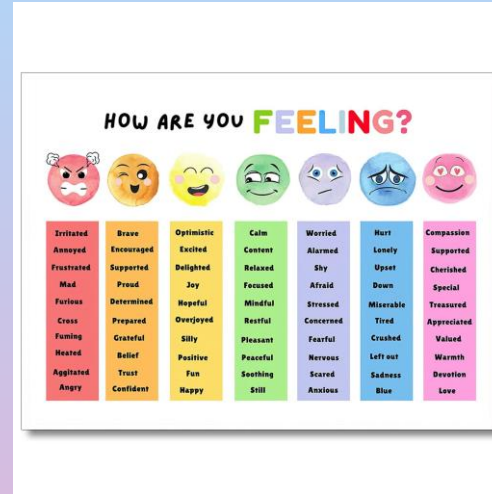 HOW ARE YOU FEELING?
Irritated Brave Optimistic Calm Worried Hurt Compassion
Annoyed Encouraged Excited Content Alarmed Lonely Supported
Frustrated Supported Delighted Relaxed Shy Upset Cherished
Mad Proud Joy Focused Afraid Down Special
Furious Determined Hopeful Mindful Stressed Miserable Treasured
Cross Prepared Overjoyed Restful Concerned Tired Appreciated
Fuming Grateful Silly Pleasant Fearful Crushed Valued
Heated Belief Positive Peaceful Nervous Left out Warmth
Aggitated Trust Fun Soothing Scared Sadness Devotion
Angry Confident Happy Still Anxious Blue Love